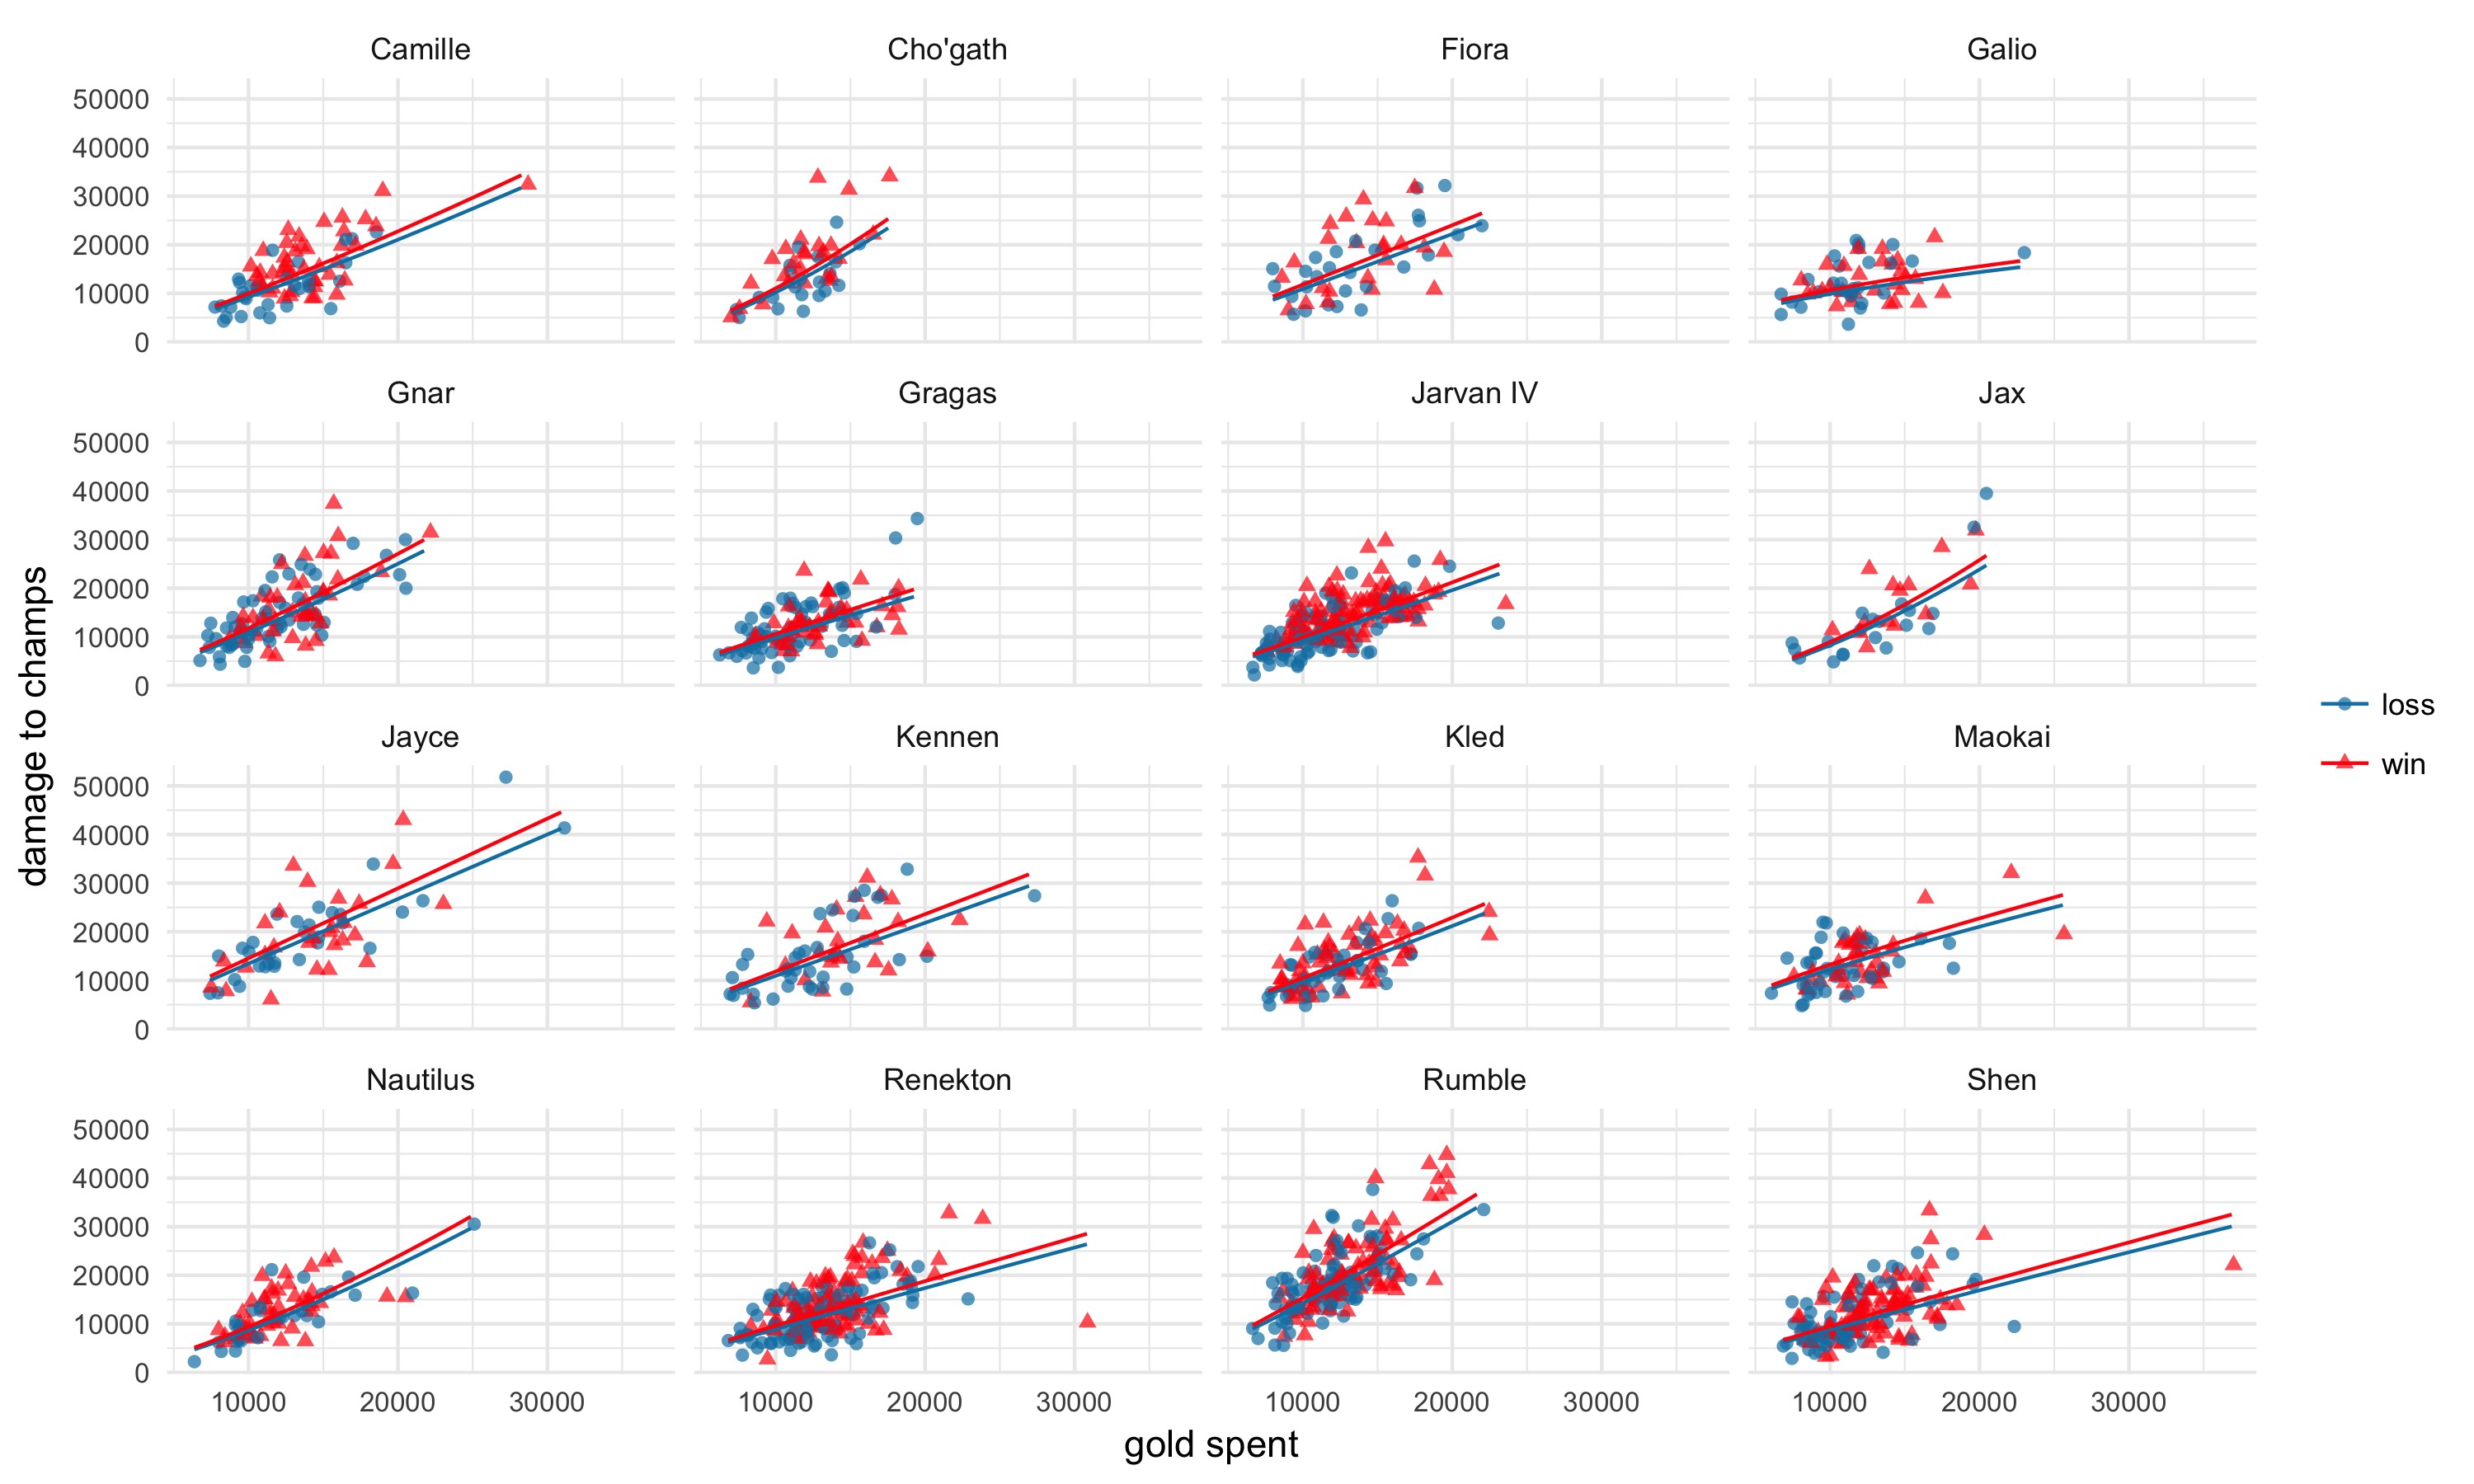 Camille Cho'gath Fiora Galio
50000
40000
30000
20000
10000
0
Gnar Gragas Jarvan IV Jax
50000
40000
30000
20000
10000
0
Jayce Kennen Kled Maokai
50000
40000
30000
20000
10000
0
Nautilus Renekton Rumble Shen
50000
40000
30000
20000
10000
0
10000 20000 30000 10000 20000 30000 10000 20000 30000 10000 20000 30000
gold spent
damage to champs
loss
win